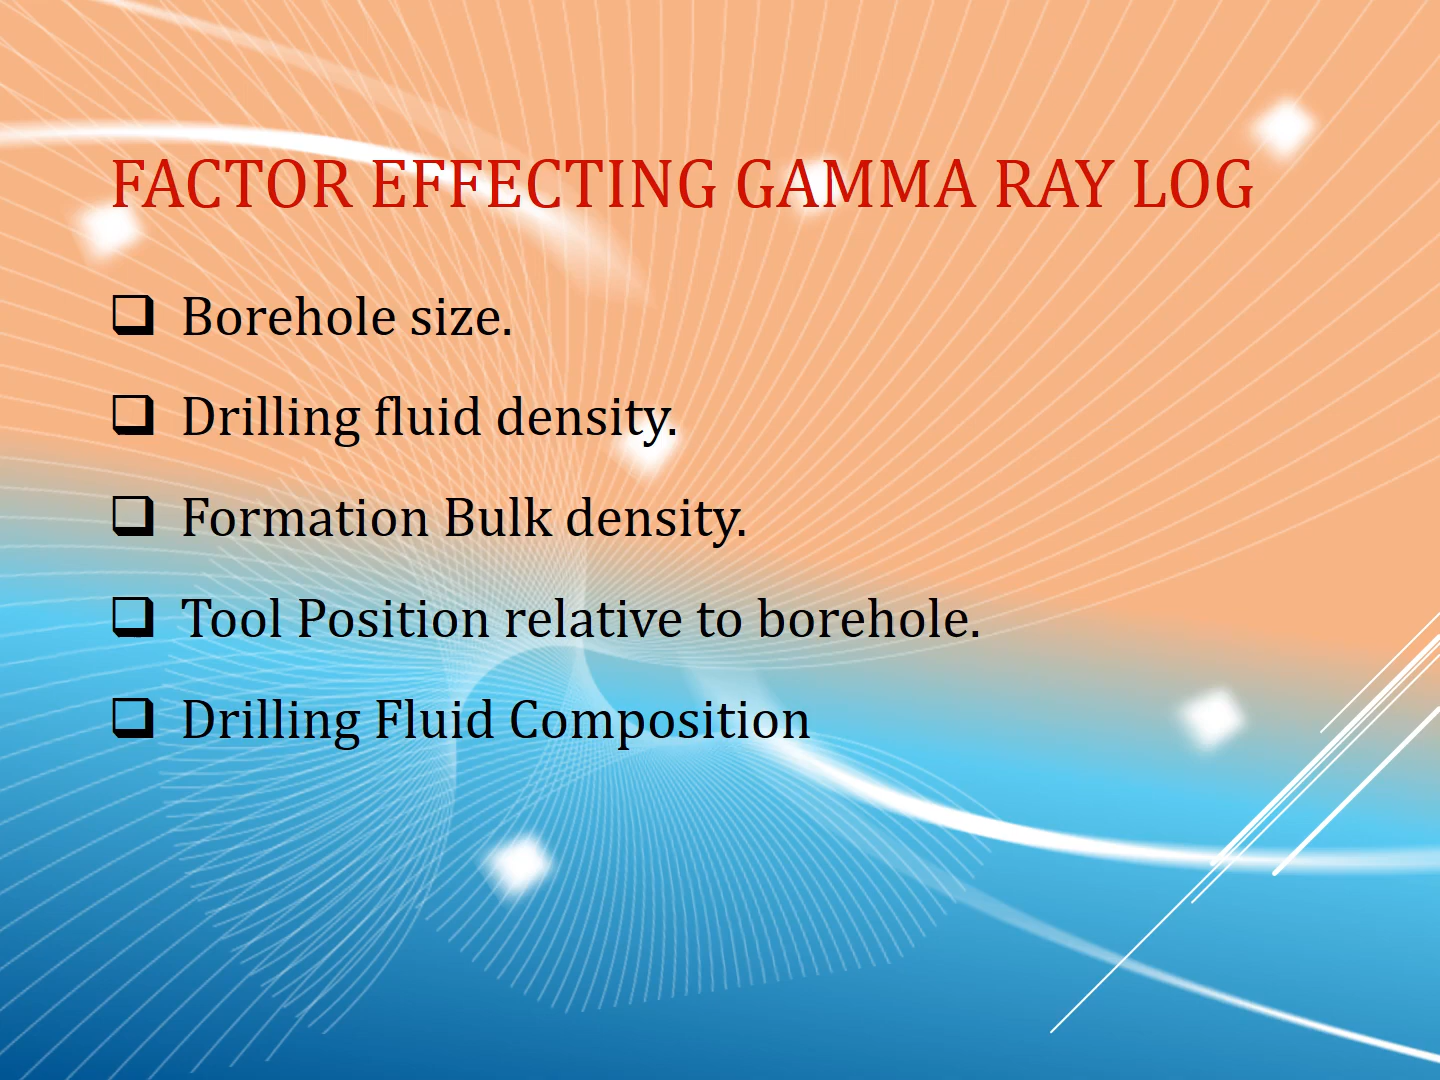 FACTOR EFFECTING GAMMA RAY LOG
❑ Borehole size.
❑ Drilling fluid density.
❑ Formation Bulk density.
❑ Tool Position relative to borehole.
❑ Drilling Fluid Composition